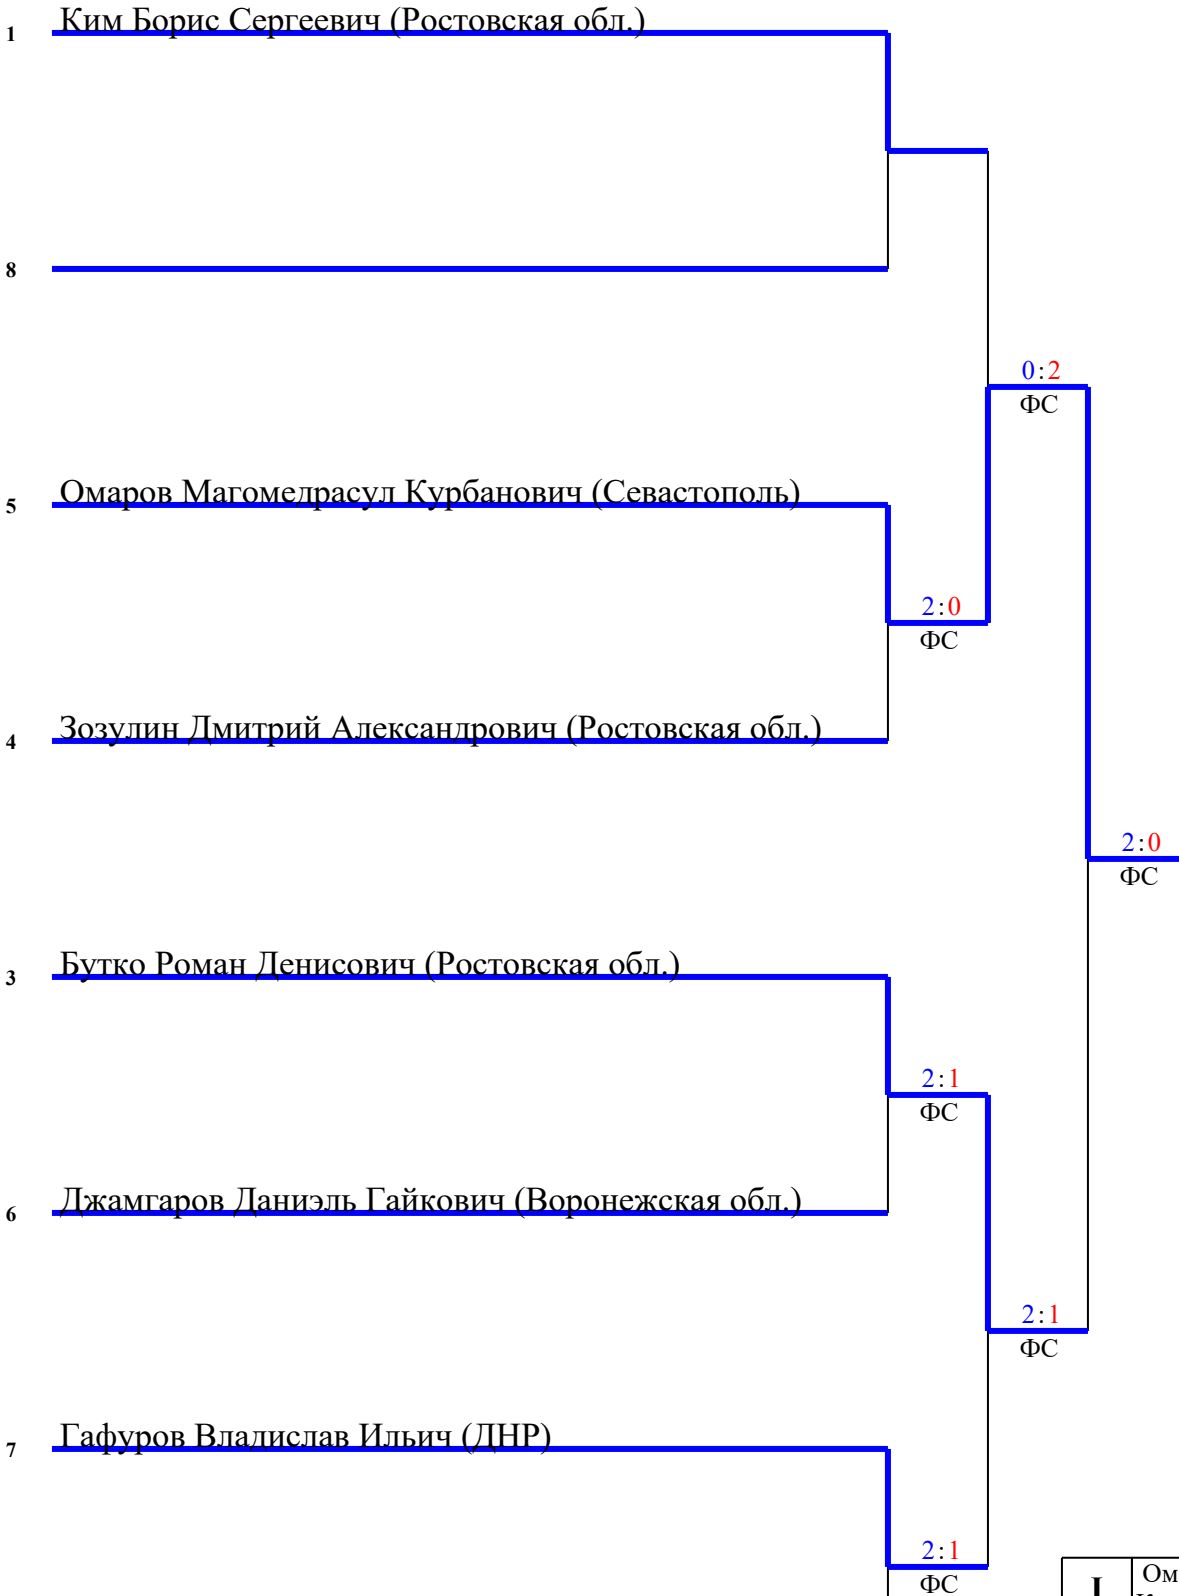 1 Ким Борис Сергеевич (Ростовская обл.)
8
0:2
ФС
5 Омаров Магомедрасул Курбанович (Севастополь)
2:0
ФС
4 Зозулин Дмитрий Александрович (Ростовская обл.)
2:0
ФС
3 Бутко Роман Денисович (Ростовская обл.)
2:1
ФС
6 Джамгаров Даниэль Гайкович (Воронежская обл.)
2:1
ФС
7 Гафуров Владислав Ильич (ДНР)
2:1
ФС
I Ом